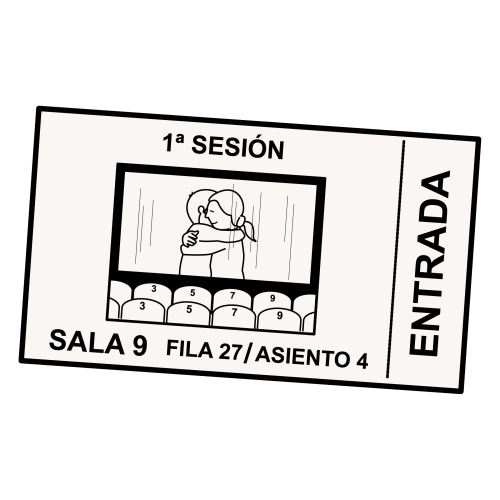 1ª SESIÓN
3 5 7 9
3 5 7 9
SALA 9 FILA 27/ASIENTO 4
ENTRADA